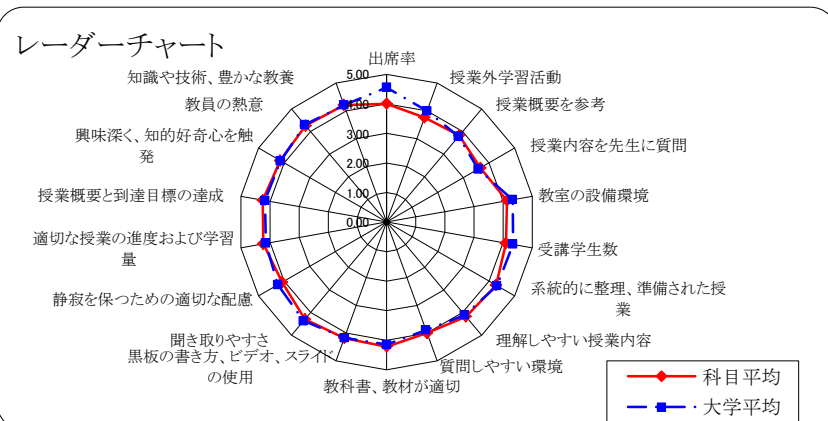 レーダーチャート
出席率
授業外学習活動
授業概要を参考
授業内容を先生に質問
教室の設備環境
受講学生数
系統的に整理、準備された授
業
理解しやすい授業内容
質問しやすい環境
教科書、教材が適切
黒板の書き方、ビデオ、スライド
の使用
聞き取りやすさ
静寂を保つための適切な配慮
適切な授業の進度および学習
量
授業概要と到達目標の達成
興味深く、知的好奇心を触
発
教員の熱意
知識や技術、豊かな教養
5.00
4.00
3.00
2.00
1.00
0.00
科目平均
大学平均